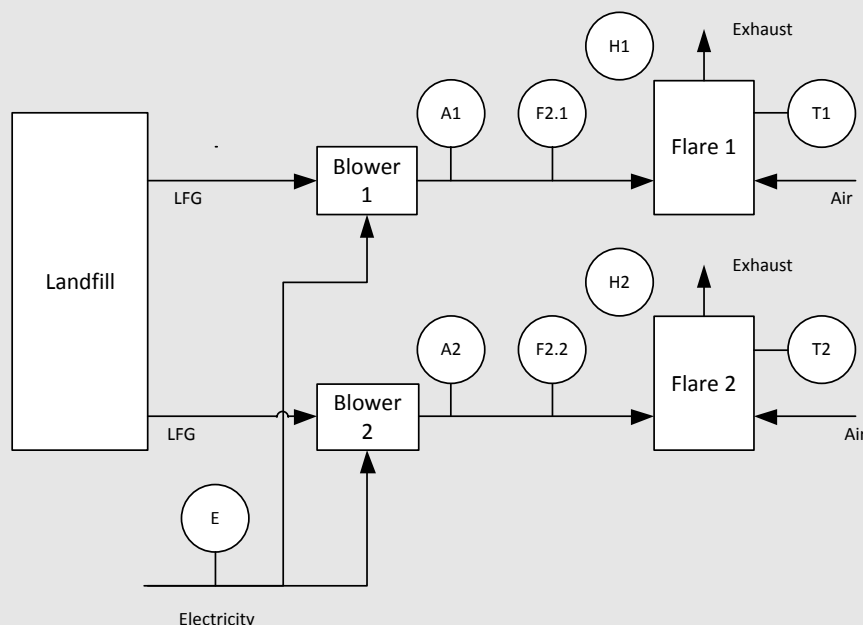 H1
Exhaust
A1
F2.1
T1
Flare 1
Blower
1
LFG
Air
Landfill
H2
Exhaust
A2
F2.2
T2
Flare 2
Blower
2
LFG
Air
E
Electricity